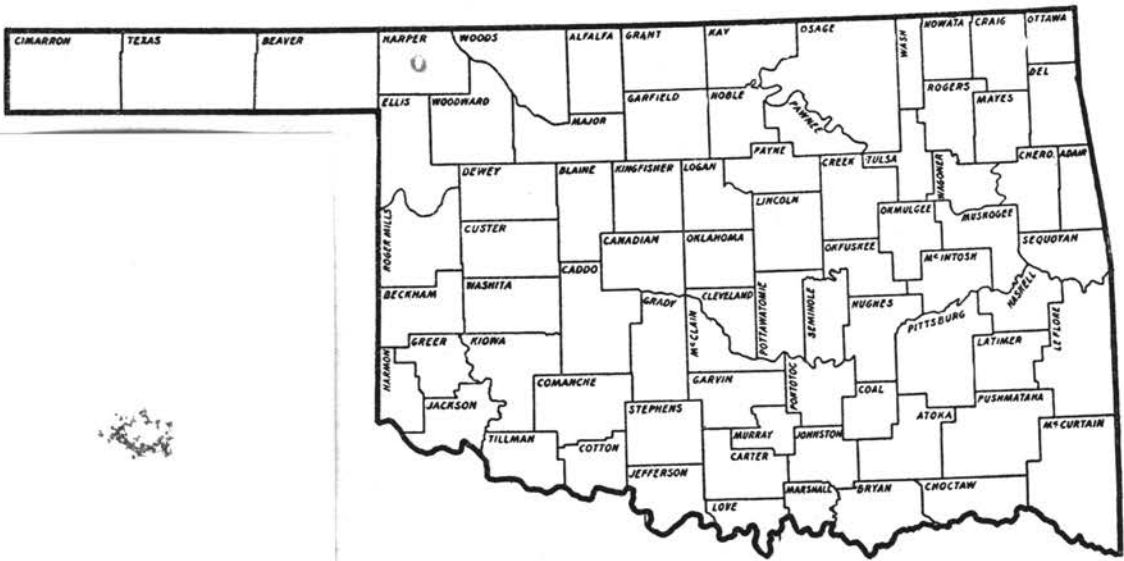 CIMARRON
TEXAS
BEAVER
HARPER
WOODS
ALFALFA
GRANT
KAY
OSAGE
WASH
NOWATA
CRAIG
OTTAWA
ELLIS
WOODWARD
MAJOR
GARFIELD
NOBLE
PAWNEE
ROGERS
MAYES
DEL
DEWEY
BLAINE
KINGFISHER
LOGAN
PAYNE
CREEK
TULSA
WAGONER
CHERO.
ADAIR
ROGER MILLS
CUSTER
CANADIAN
OKLAHOMA
LINCOLN
OKMULGEE
MUSKOGEE
OKFUSKEE
McINTOSH
SEQUOYAH
BECKHAM
WASHITA
CADDO
GRADY
CLEVELAND
McCLAIN
POTTAWATOMIE
SEMINOLE
HUGHES
PITTSBURG
HASKELL
LE FLORE
LATIMER
HARMON
GREER
KIOWA
COMANCHE
GARVIN
PONTOTOC
COAL
PUSHMATAHA
JACKSON
STEPHENS
ATOKA
McCURTAIN
TILLMAN
COTTON
MURRAY
JOHNSTON
CARTER
JEFFERSON
LOVE
MARSHALL
BRYAN
CHOCTAW